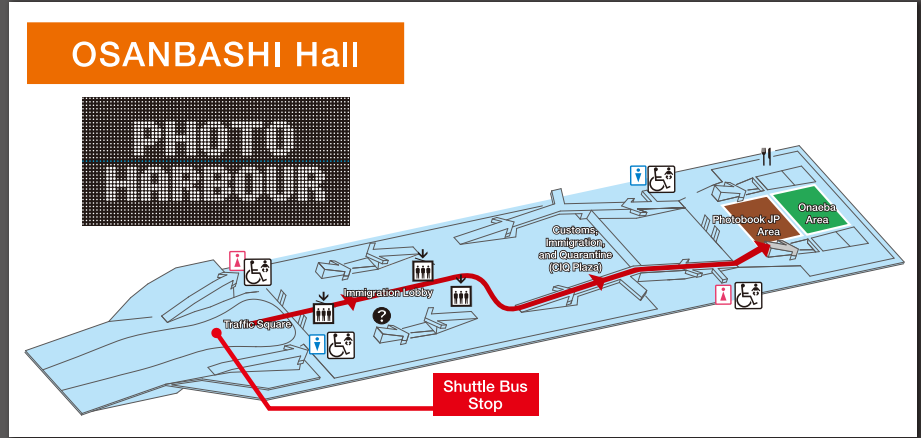 OSANBASHI Hall
PHOTO
HARBOUR
Photobook JP
Area
Onaeba
Area
Customs,
Immigration,
and Quarantine
(CIQ Plaza)
Immigration Lobby
?
Traffic Square
Shuttle Bus
Stop